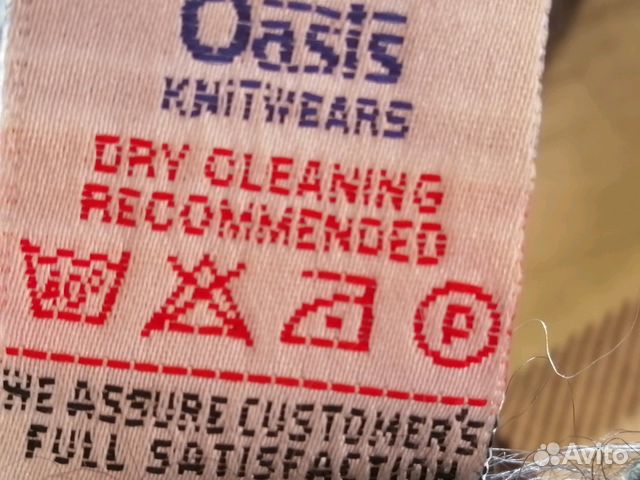 Oasis
KNITWEARS
DRY CLEANING
RECOMMENDED
40° P
WE ASSURE CUSTOMER'S
FULL SATISFACTION
Avito